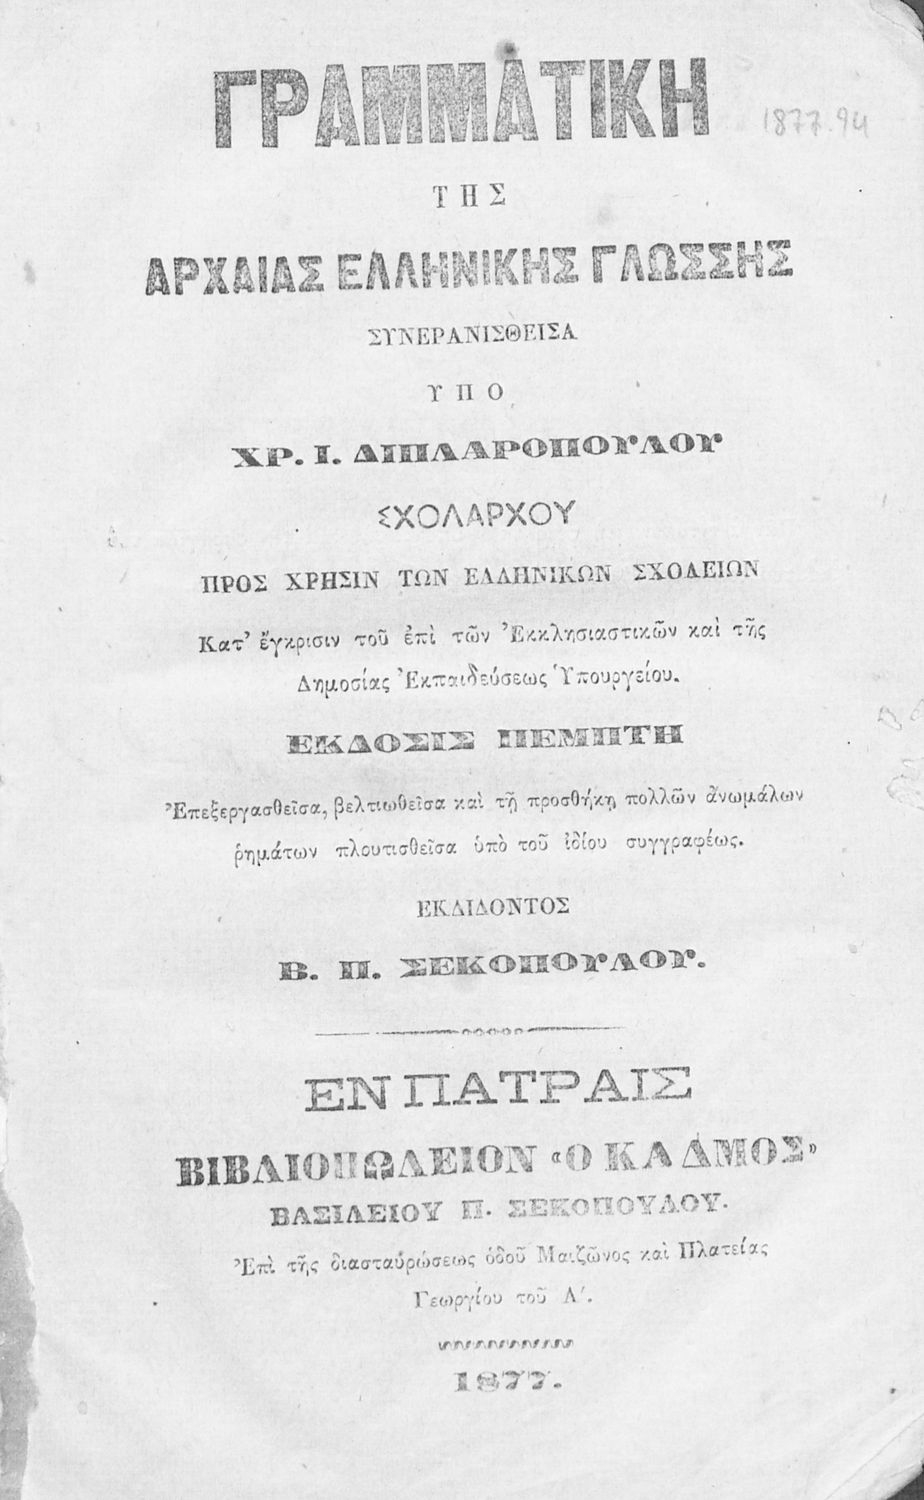 ΓΡΑΜΜΑΤΙΚΗ
1877.94
ΤΗΣ
ΑΡΧΑΙΑΣ ΕΛΛΗΝΙΚΗΣ ΓΛΩΣΣΗΣ
ΣΥΝΕΡΑΝΙΣΘΕΙΣΑ
ΥΠΟ
ΧΡ. Ι. ΔΙΠΛΑΡΟΠΟΥΛΟΥ
ΣΧΟΛΑΡΧΟΥ
ΠΡΟΣ ΧΡΗΣΙΝ ΤΩΝ ΕΛΛΗΝΙΚΩΝ ΣΧΟΛΕΙΩΝ
Κατ' ἔγκρισιν τοῦ ἐπὶ τῶν Ἐκκλησιαστικῶν καὶ τῆς
Δημοσίας Ἐκπαιδεύσεως Ὑπουργείου.
ΕΚΔΟΣΙΣ ΠΕΜΠΤΗ
Ἐπεξεργασθεῖσα, βελτιωθεῖσα καὶ τῇ προσθήκῃ πολλῶν ἀνωμάλων
ῥημάτων πλουτισθεῖσα ὑπὸ τοῦ ἰδίου συγγραφέως.
ΕΚΔΙΔΟΝΤΟΣ
Β. Π. ΣΕΚΟΠΟΥΛΟΥ.
ΕΝ ΠΑΤΡΑΙΣ
ΒΙΒΛΙΟΠΩΛΕΙΟΝ «Ο ΚΑΔΜΟΣ»
ΒΑΣΙΛΕΙΟΥ Π. ΣΕΚΟΠΟΥΛΟΥ.
Ἐπὶ τῆς διασταύρώσεως ὁδοῦ Μαιζῶνος καὶ Πλατείας
Γεωργίου τοῦ Α΄.
1877.